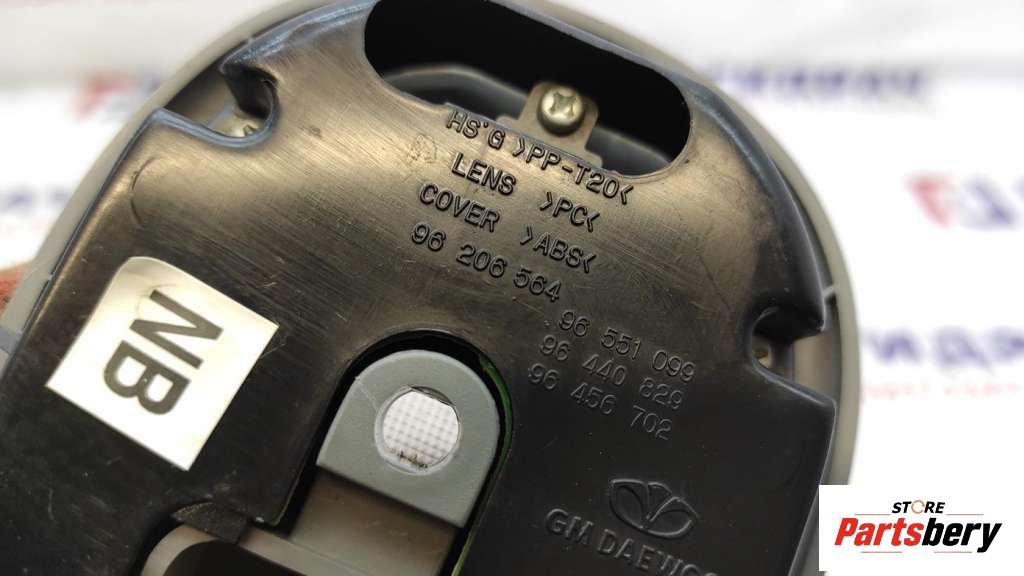 HS'G >PP-T20<
LENS >PC<
COVER >ABS<
96 206 564
96 551 099
96 440 829
96 456 702
NB
GM DAEWOO
STORE
Partsbery